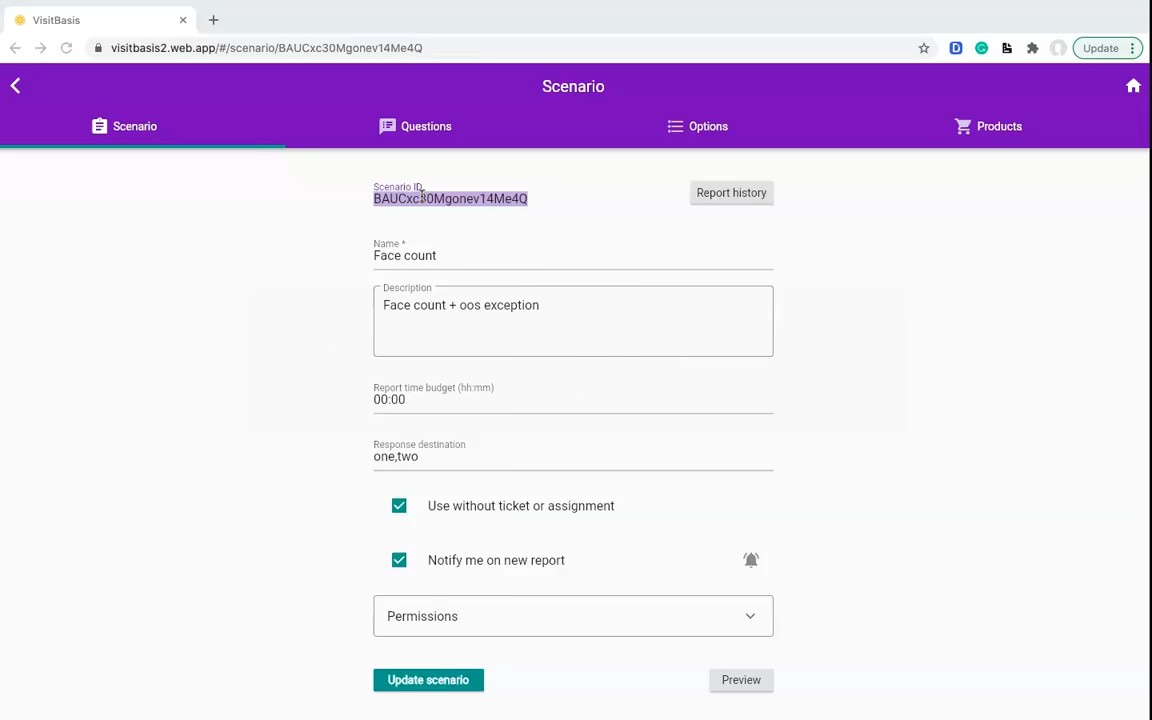 VisitBasis
visitbasis2.web.app/#/scenario/BAUCxc30Mgonev14Me4Q
Update
Scenario
Scenario
Questions
Options
Products
Scenario ID
BAUCxc30Mgonev14Me4Q
Report history
Name *
Face count
Description
Face count + oos exception
Report time budget (hh:mm)
00:00
Response destination
one,two
Use without ticket or assignment
Notify me on new report
Permissions
Update scenario
Preview